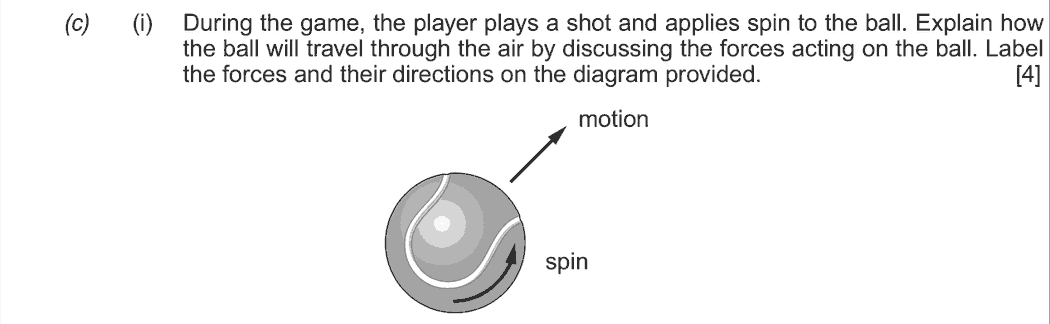 (c) (i) During the game, the player plays a shot and applies spin to the ball. Explain how
the ball will travel through the air by discussing the forces acting on the ball. Label
the forces and their directions on the diagram provided. [4]
motion
spin